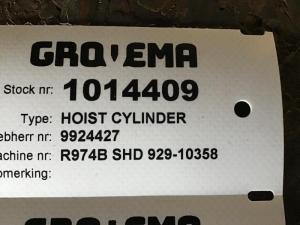 GRO'EMA
Stock nr: 1014409
Type: HOIST CYLINDER
ebherr nr: 9924427
achine nr: R974B SHD 929-10358
omerking:
GRO'EMA